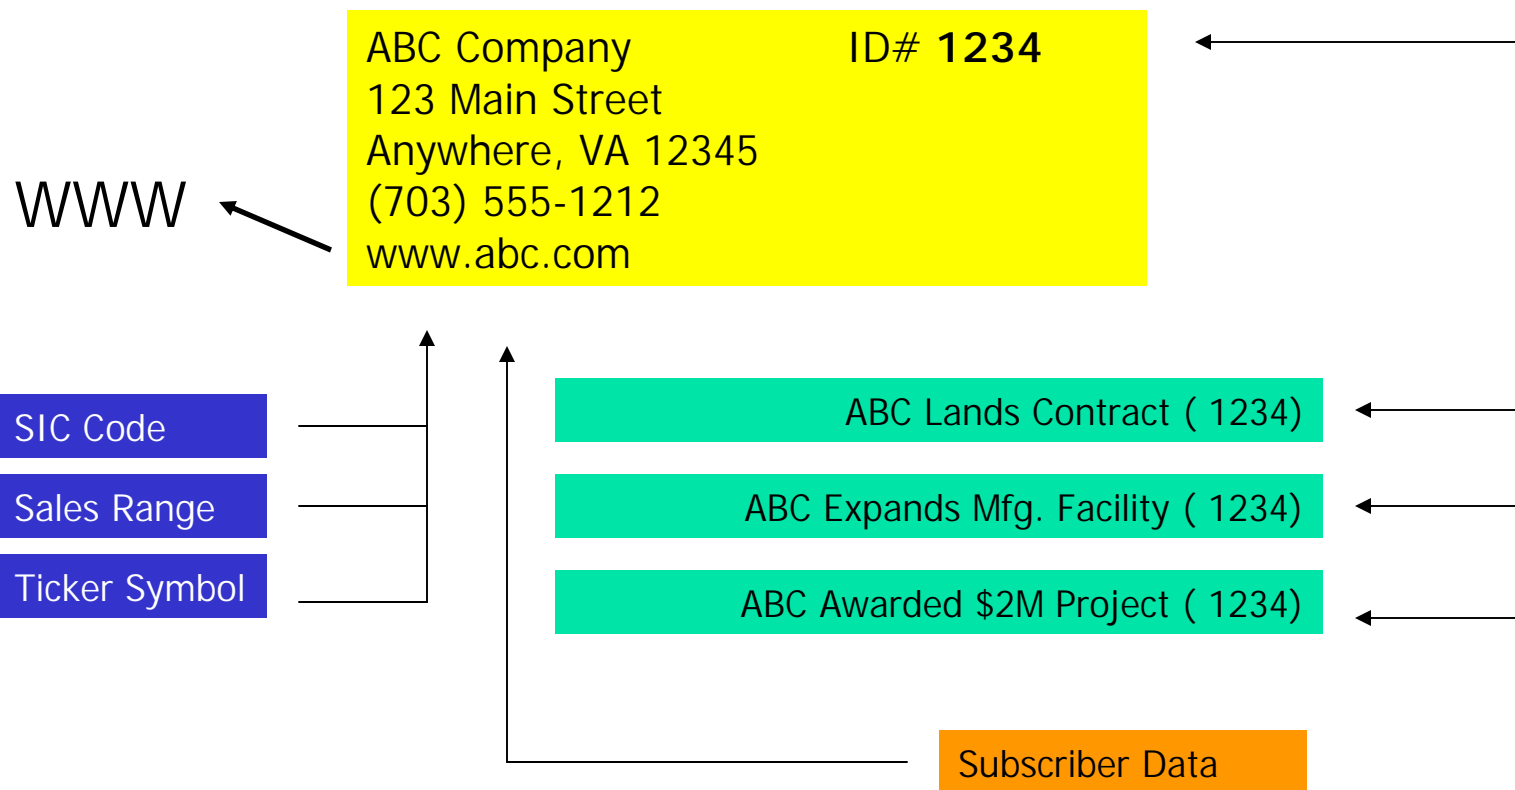 ABC Company ID# 1234
123 Main Street
Anywhere, VA 12345
(703) 555-1212
www.abc.com
WWW
SIC Code
Sales Range
Ticker Symbol
ABC Lands Contract ( 1234)
ABC Expands Mfg. Facility ( 1234)
ABC Awarded $2M Project ( 1234)
Subscriber Data